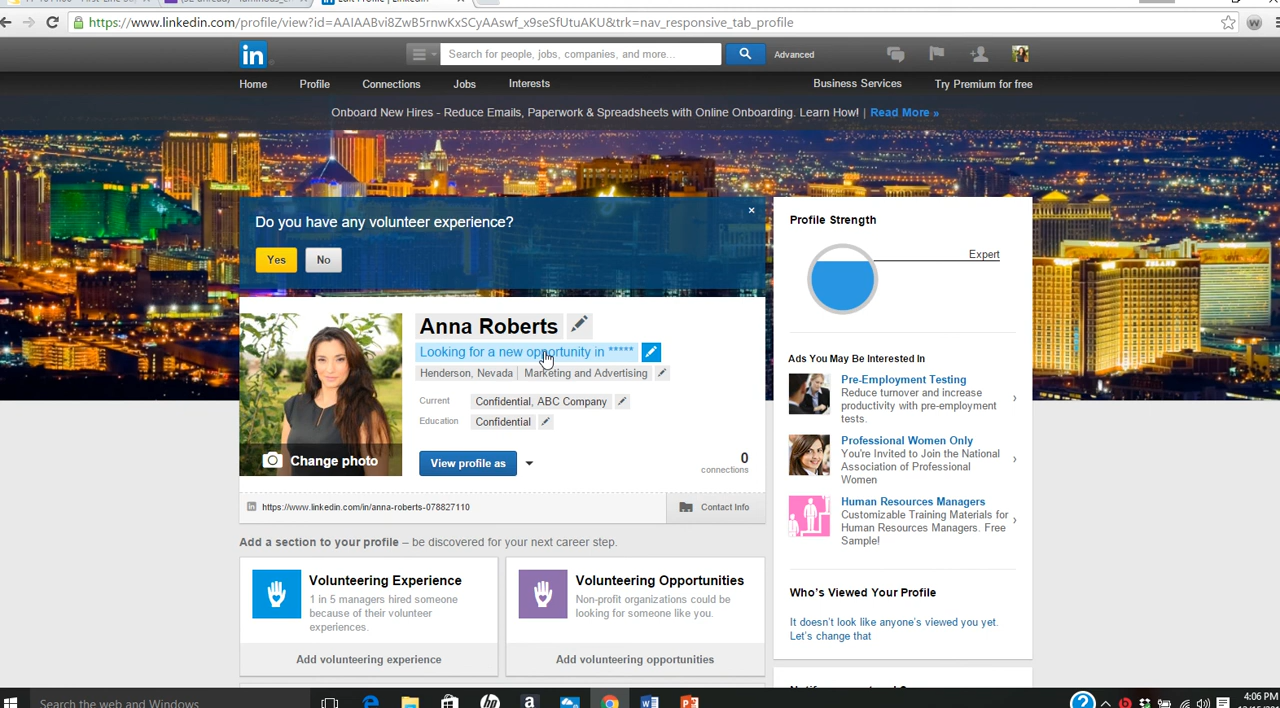 https://www.linkedin.com/profile/view?id=AAIAABvi8ZwB5rnwKxSCyAAswf_x9seSfUtuAKU&trk=nav_responsive_tab_profile
in
Search for people, jobs, companies, and more...
Advanced
Home Profile Connections Jobs Interests Business Services Try Premium for free
Onboard New Hires - Reduce Emails, Paperwork & Spreadsheets with Online Onboarding. Learn How! | Read More »
Do you have any volunteer experience?
Yes No
Profile Strength
Expert
Anna Roberts
Looking for a new opportunity in *****
Henderson, Nevada | Marketing and Advertising
Current Confidential, ABC Company
Education Confidential
Change photo
View profile as
0
connections
https://www.linkedin.com/in/anna-roberts-078827110
Contact Info
Add a section to your profile – be discovered for your next career step.
Volunteering Experience
1 in 5 managers hired someone
because of their volunteer
experiences.
Add volunteering experience
Volunteering Opportunities
Non-profit organizations could be
looking for someone like you.
Add volunteering opportunities
Ads You May Be Interested In
Pre-Employment Testing
Reduce turnover and increase
productivity with pre-employment
tests.
Professional Women Only
You're Invited to Join the National
Association of Professional
Women
Human Resources Managers
Customizable Training Materials for
Human Resources Managers. Free
Sample!
Who's Viewed Your Profile
It doesn't look like anyone's viewed you yet.
Let's change that
Search the web and Windows
4:06 PM